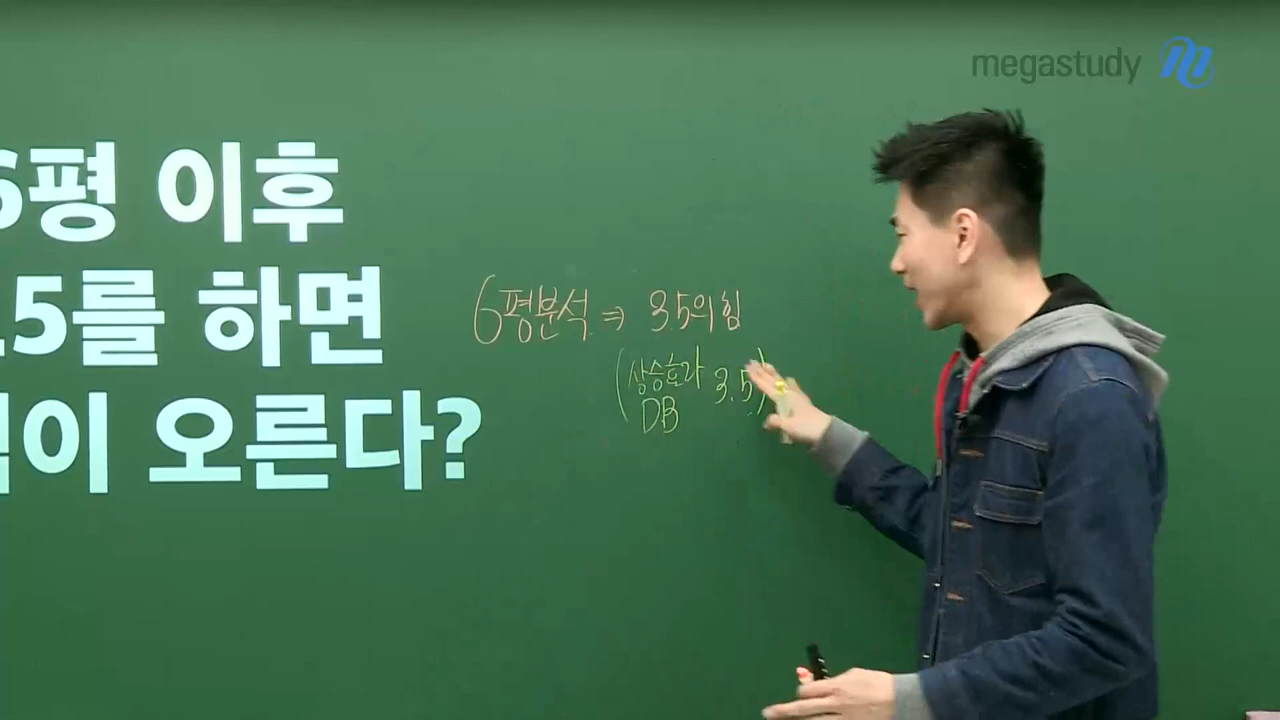 megastudy
6평 이후
.5를 하면
이 오른다?
6평분석 ⇒ 3.5의 힘
(상승효과 3.5)
DB